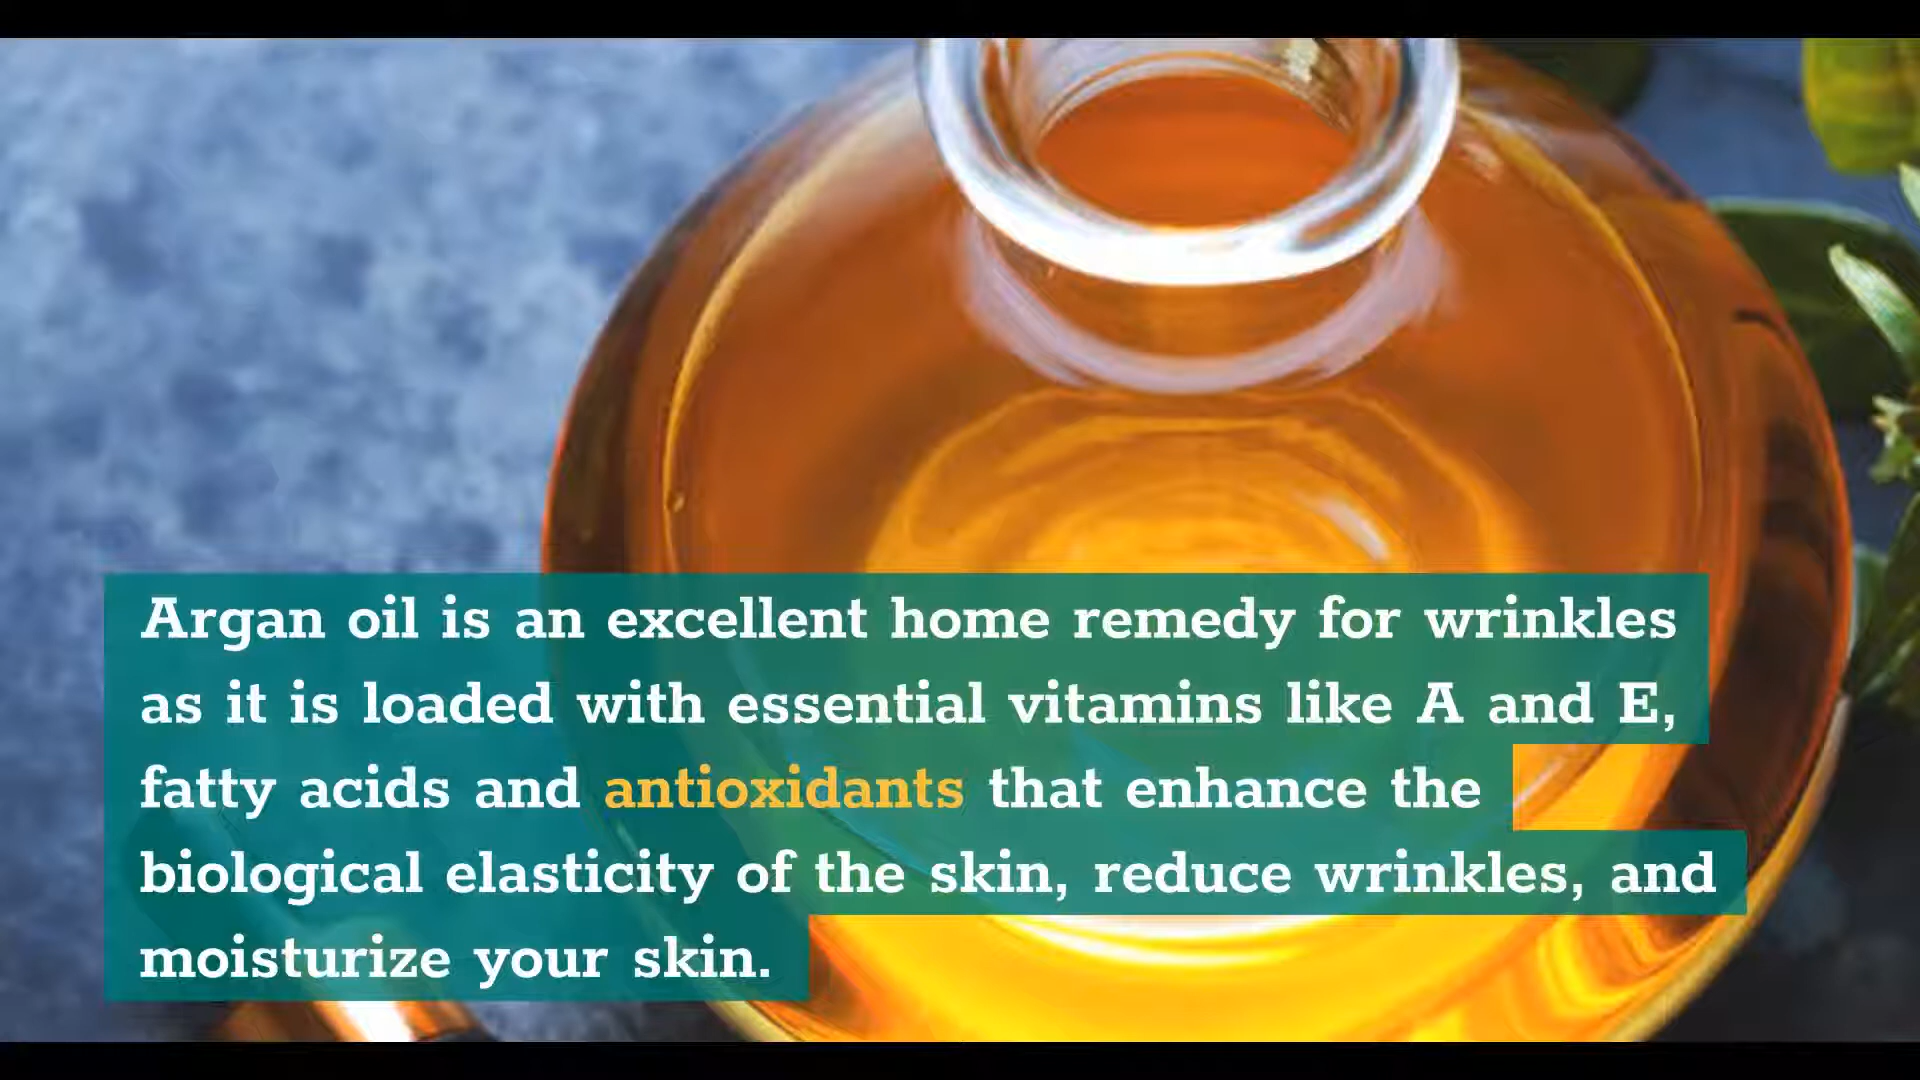 Argan oil is an excellent home remedy for wrinkles
as it is loaded with essential vitamins like A and E,
fatty acids and antioxidants that enhance the
biological elasticity of the skin, reduce wrinkles, and
moisturize your skin.